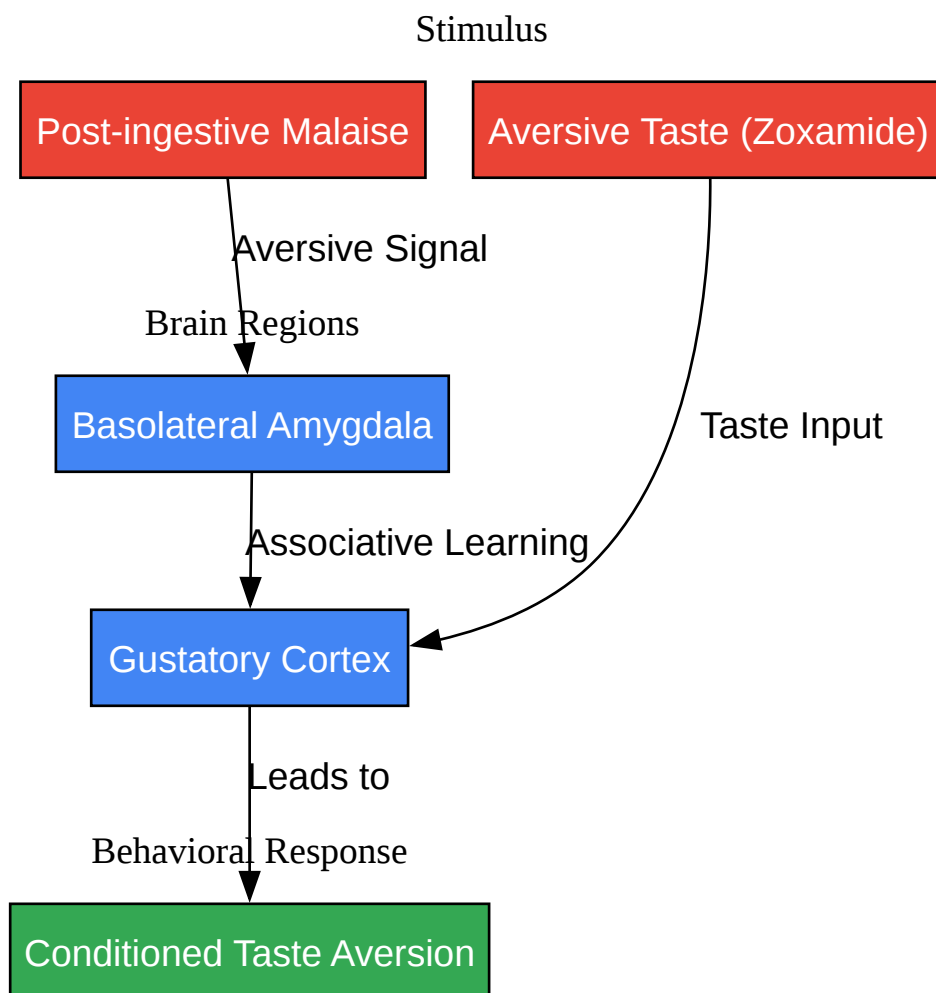 Stimulus
Post-ingestive Malaise
Aversive Taste (Zoxamide)
Aversive Signal
Brain Regions
Basolateral Amygdala
Taste Input
Associative Learning
Gustatory Cortex
Leads to
Behavioral Response
Conditioned Taste Aversion